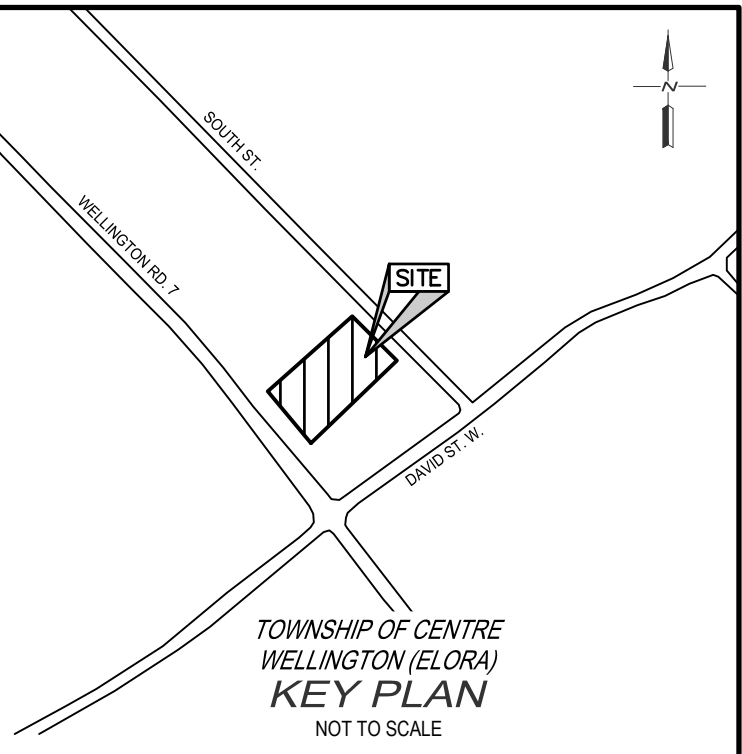 SOUTH ST.
N
WELLINGTON RD. 7
SITE
DAVID ST. W.
TOWNSHIP OF CENTRE
WELLINGTON (ELORA)
KEY PLAN
NOT TO SCALE